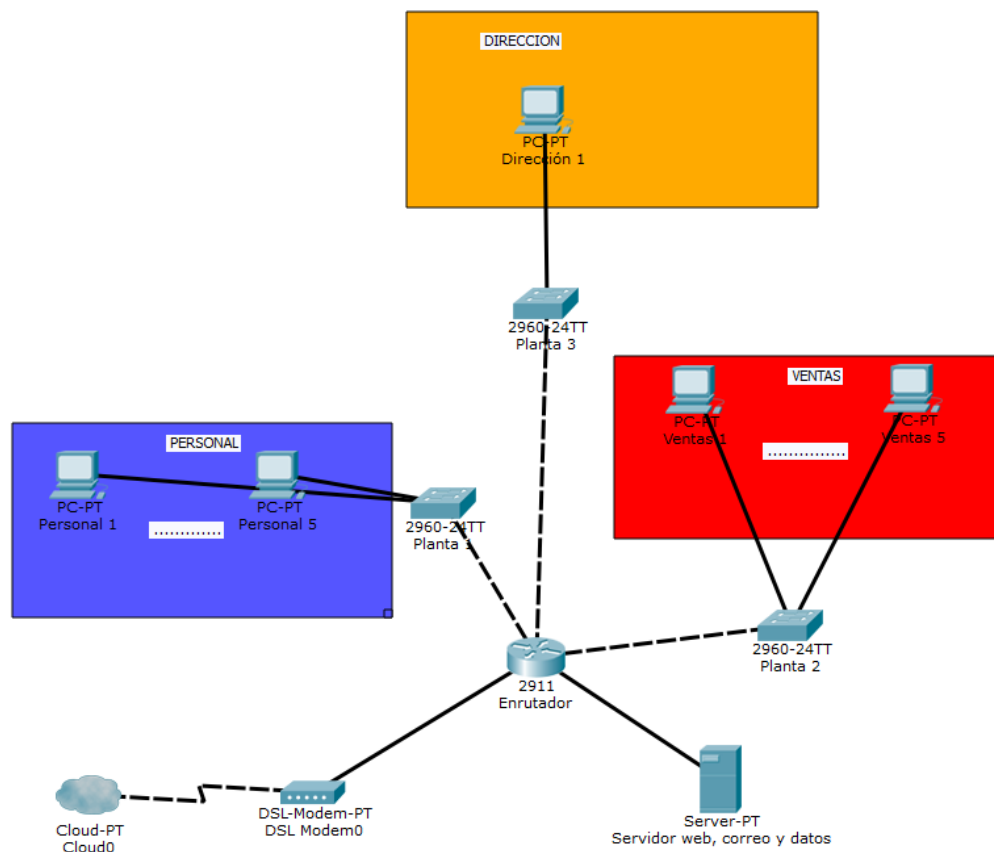 DIRECCION
PC-PT
Dirección 1
2960-24TT
Planta 3
VENTAS
PC-PT
Ventas 1
PC-PT
Ventas 5
...............
PERSONAL
PC-PT
Personal 1
PC-PT
Personal 5
.............
2960-24TT
Planta 1
2960-24TT
Planta 2
2911
Enrutador
Cloud-PT
Cloud0
DSL-Modem-PT
DSL Modem0
Server-PT
Servidor web, correo y datos